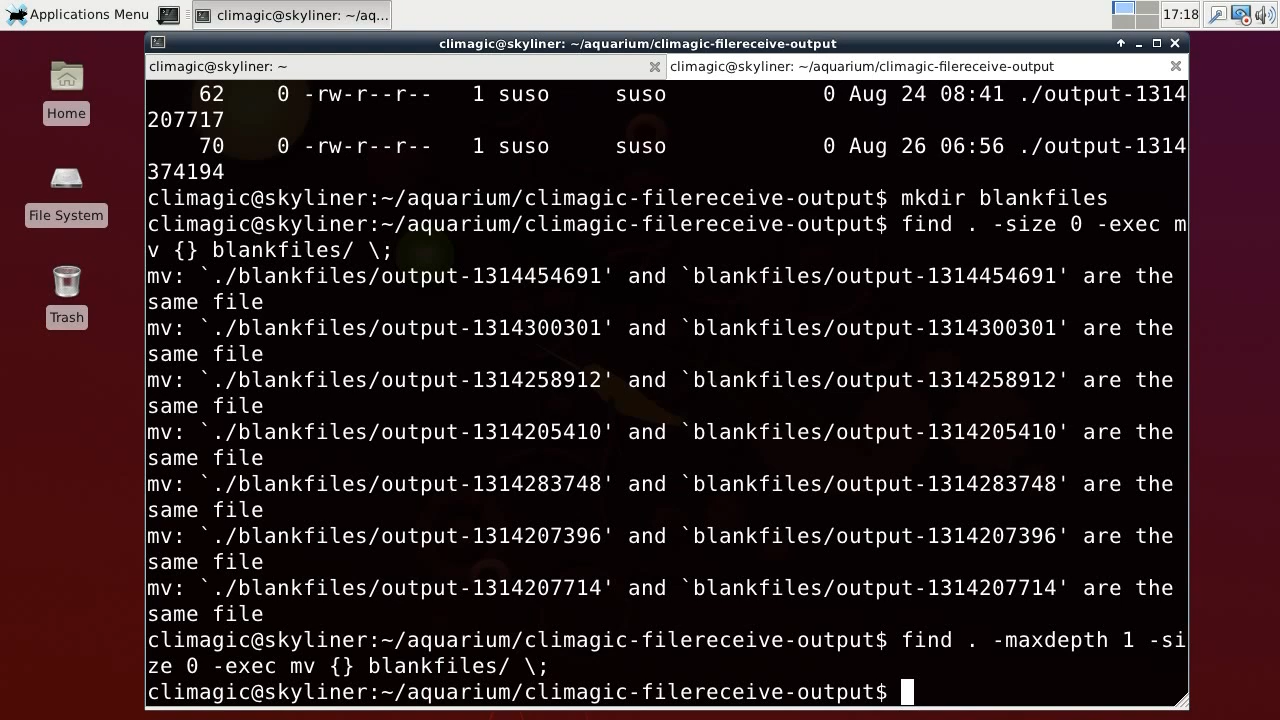 Applications Menu
climagic@skyliner: ~/aq...
17:18
climagic@skyliner: ~/aquarium/climagic-filereceive-output
climagic@skyliner: ~
climagic@skyliner: ~/aquarium/climagic-filereceive-output
Home
File System
Trash
62    0 -rw-r--r--   1 suso     suso            0 Aug 24 08:41 ./output-1314
207717
70    0 -rw-r--r--   1 suso     suso            0 Aug 26 06:56 ./output-1314
374194
climagic@skyliner:~/aquarium/climagic-filereceive-output$ mkdir blankfiles
climagic@skyliner:~/aquarium/climagic-filereceive-output$ find . -size 0 -exec m
v {} blankfiles/ \;
mv: `./blankfiles/output-1314454691' and `blankfiles/output-1314454691' are the
same file
mv: `./blankfiles/output-1314300301' and `blankfiles/output-1314300301' are the
same file
mv: `./blankfiles/output-1314258912' and `blankfiles/output-1314258912' are the
same file
mv: `./blankfiles/output-1314205410' and `blankfiles/output-1314205410' are the
same file
mv: `./blankfiles/output-1314283748' and `blankfiles/output-1314283748' are the
same file
mv: `./blankfiles/output-1314207396' and `blankfiles/output-1314207396' are the
same file
mv: `./blankfiles/output-1314207714' and `blankfiles/output-1314207714' are the
same file
climagic@skyliner:~/aquarium/climagic-filereceive-output$ find . -maxdepth 1 -si
ze 0 -exec mv {} blankfiles/ \;
climagic@skyliner:~/aquarium/climagic-filereceive-output$